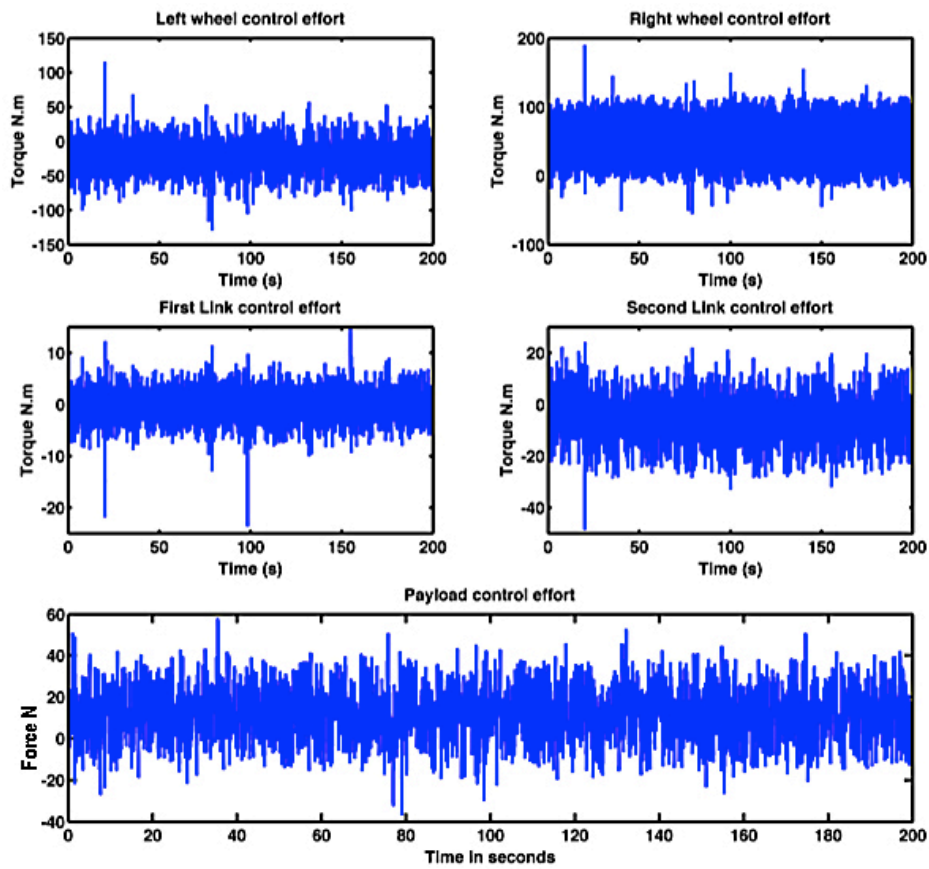 Left wheel control effort
Torque N.m
150
100
50
0
-50
-100
-150
0 50 100 150 200
Time (s)
Right wheel control effort
Torque N.m
200
100
0
-100
0 50 100 150 200
Time (s)
First Link control effort
Torque N.m
10
0
-10
-20
0 50 100 150 200
Time (s)
Second Link control effort
Torque N.m
20
0
-20
-40
0 50 100 150 200
Time (s)
Payload control effort
Force N
60
40
20
0
-20
-40
0 20 40 60 80 100 120 140 160 180 200
Time in seconds